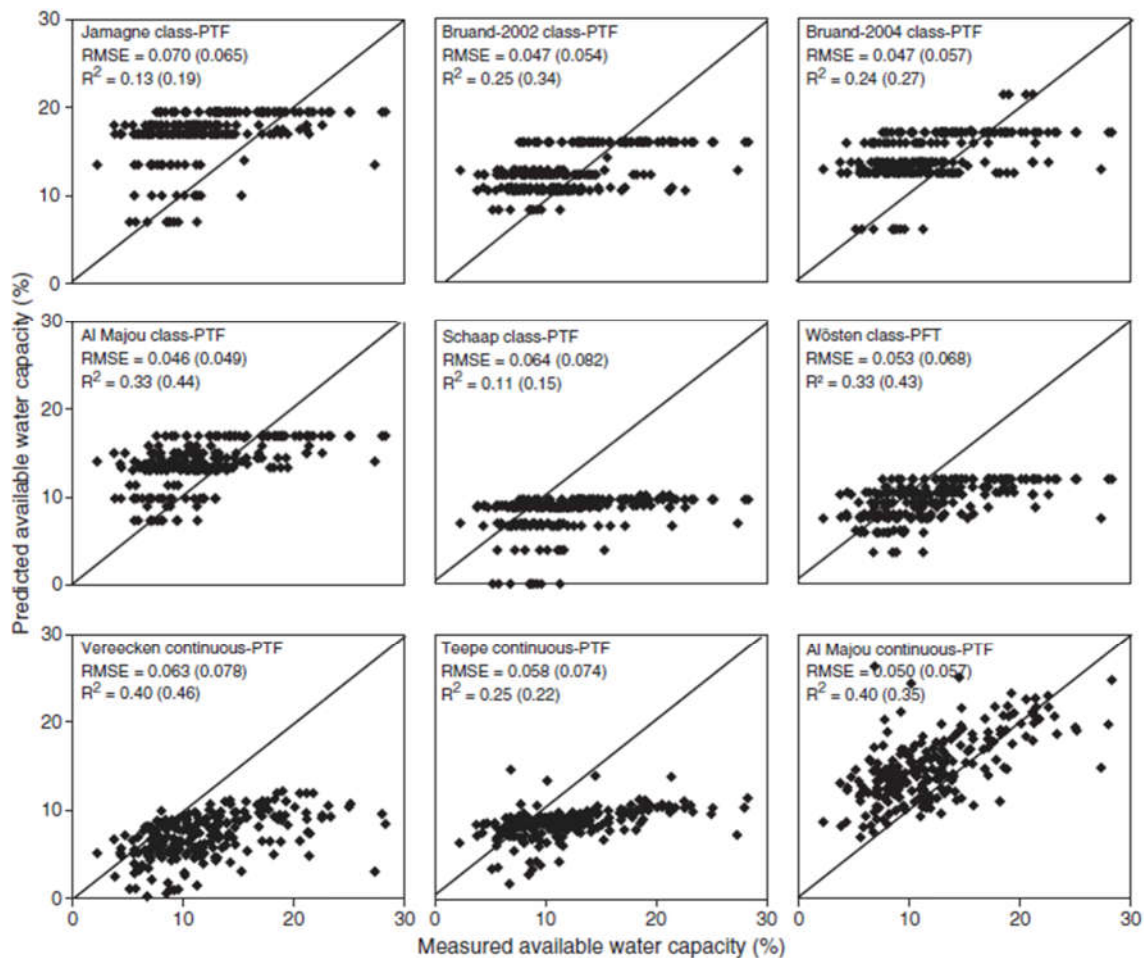 Jamagne class-PTF
RMSE = 0.070 (0.065)
R² = 0.13 (0.19)
Bruand-2002 class-PTF
RMSE = 0.047 (0.054)
R² = 0.25 (0.34)
Bruand-2004 class-PTF
RMSE = 0.047 (0.057)
R² = 0.24 (0.27)
30
20
10
0
Al Majou class-PTF
RMSE = 0.046 (0.049)
R² = 0.33 (0.44)
Schaap class-PTF
RMSE = 0.064 (0.082)
R² = 0.11 (0.15)
Wösten class-PFT
RMSE = 0.053 (0.068)
R² = 0.33 (0.43)
30
20
10
0
Predicted available water capacity (%)
Vereecken continuous-PTF
RMSE = 0.063 (0.078)
R² = 0.40 (0.46)
Teepe continuous-PTF
RMSE = 0.058 (0.074)
R² = 0.25 (0.22)
Al Majou continuous-PTF
RMSE = 0.050 (0.057)
R² = 0.40 (0.35)
30
20
10
0
0 10 20 30 0 10 20 30 0 10 20 30
Measured available water capacity (%)